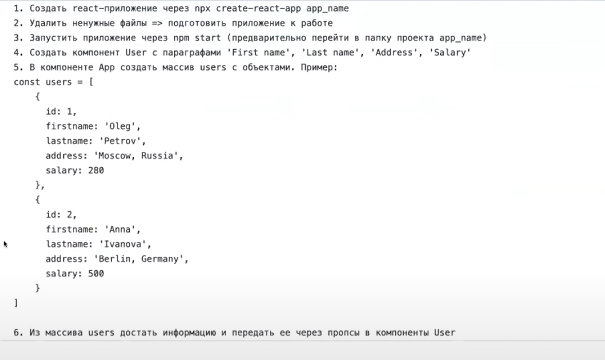 1. Создать react-приложение через npx create-react-app app_name
2. Удалить ненужные файлы => подготовить приложение к работе
3. Запустить приложение через npm start (предварительно перейти в папку проекта app_name)
4. Создать компонент User с параграфами 'First name', 'Last name', 'Address', 'Salary'
5. В компоненте App создать массив users с объектами. Пример:
const users = [
    {
      id: 1,
      firstname: 'Oleg',
      lastname: 'Petrov',
      address: 'Moscow, Russia',
      salary: 280
    },
    {
      id: 2,
      firstname: 'Anna',
      lastname: 'Ivanova',
      address: 'Berlin, Germany',
      salary: 500
    }
]
6. Из массива users достать информацию и передать ее через пропсы в компоненты User